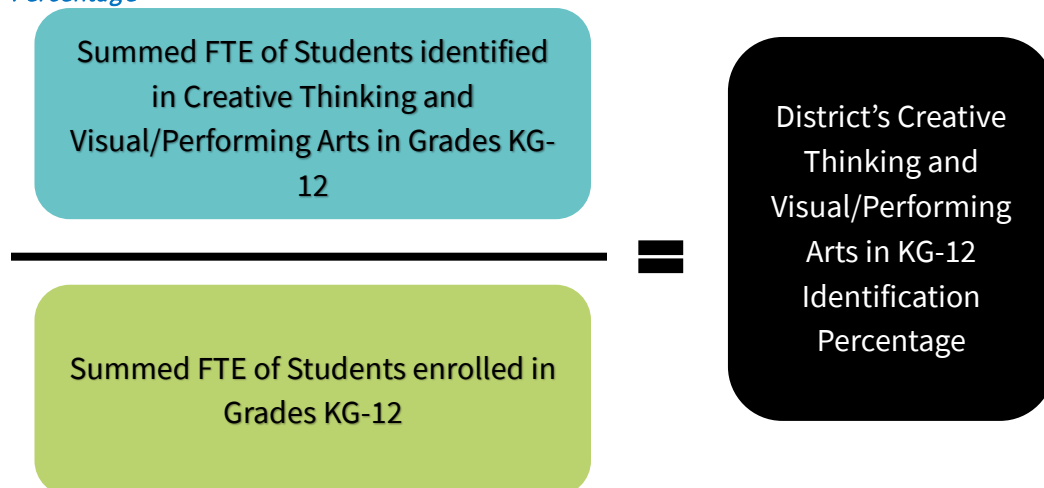 Percentage
Summed FTE of Students identified
in Creative Thinking and
Visual/Performing Arts in Grades KG-
12
Summed FTE of Students enrolled in
Grades KG-12
=
District's Creative
Thinking and
Visual/Performing
Arts in KG-12
Identification
Percentage